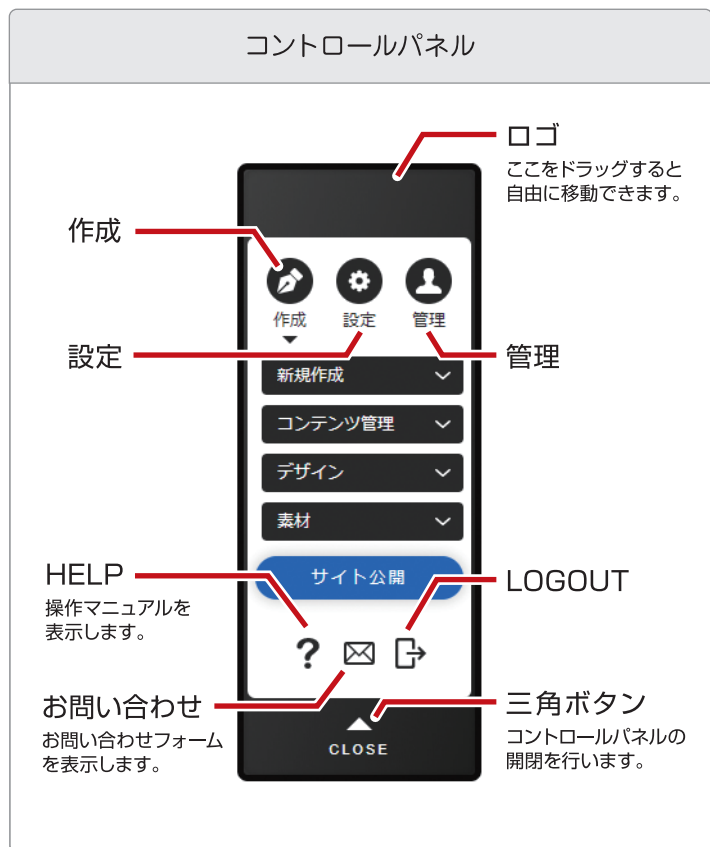 コントロールパネル
ロゴ
ここをドラッグすると
自由に移動できます。
作成
作成
設定
管理
設定
管理
新規作成
コンテンツ管理
デザイン
素材
サイト公開
HELP
操作マニュアルを
表示します。
LOGOUT
?
お問い合わせ
お問い合わせフォーム
を表示します。
三角ボタン
コントロールパネルの
開閉を行います。
CLOSE